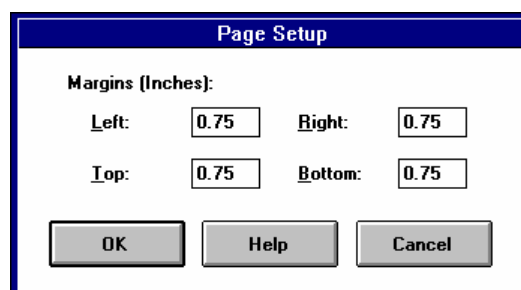 Page Setup
Margins (Inches):
Left: 0.75 Right: 0.75
Top: 0.75 Bottom: 0.75
OK Help Cancel